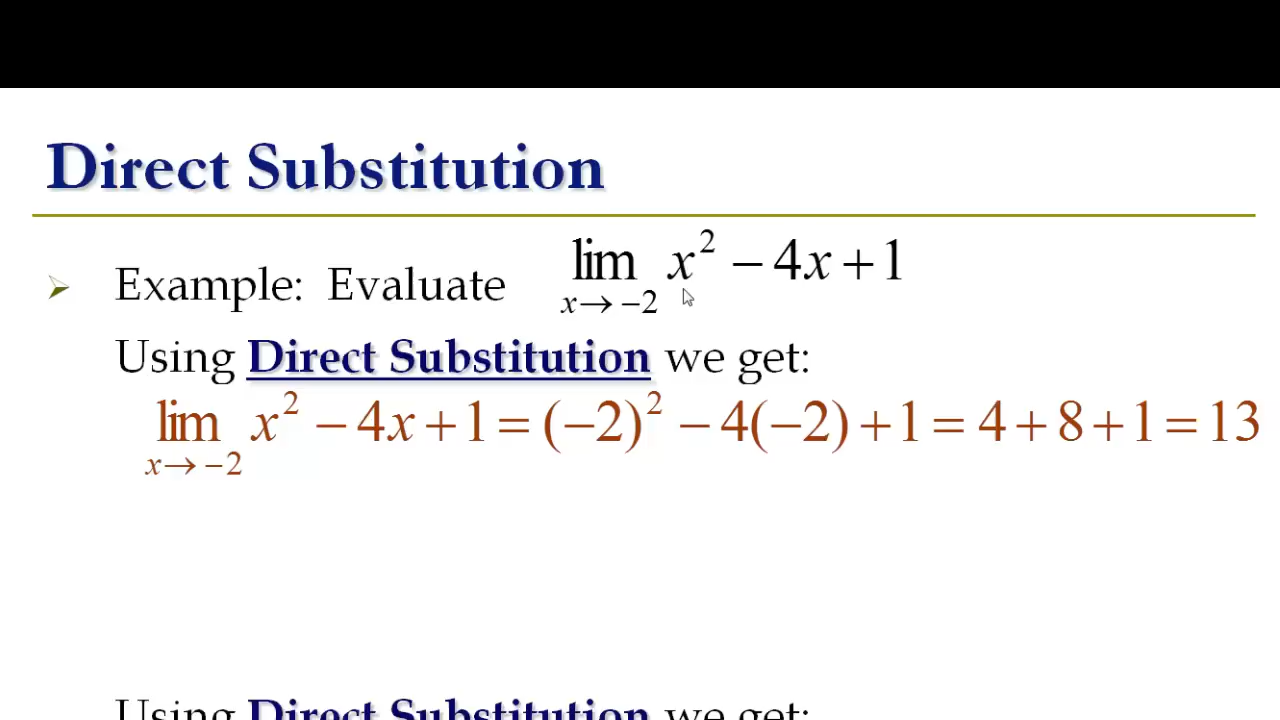 Direct Substitution
Example: Evaluate lim x→−2 x² − 4x + 1
Using Direct Substitution we get:
lim x→−2 x² − 4x + 1 = (−2)² − 4(−2) + 1 = 4 + 8 + 1 = 13
Using Direct Substitution we get: